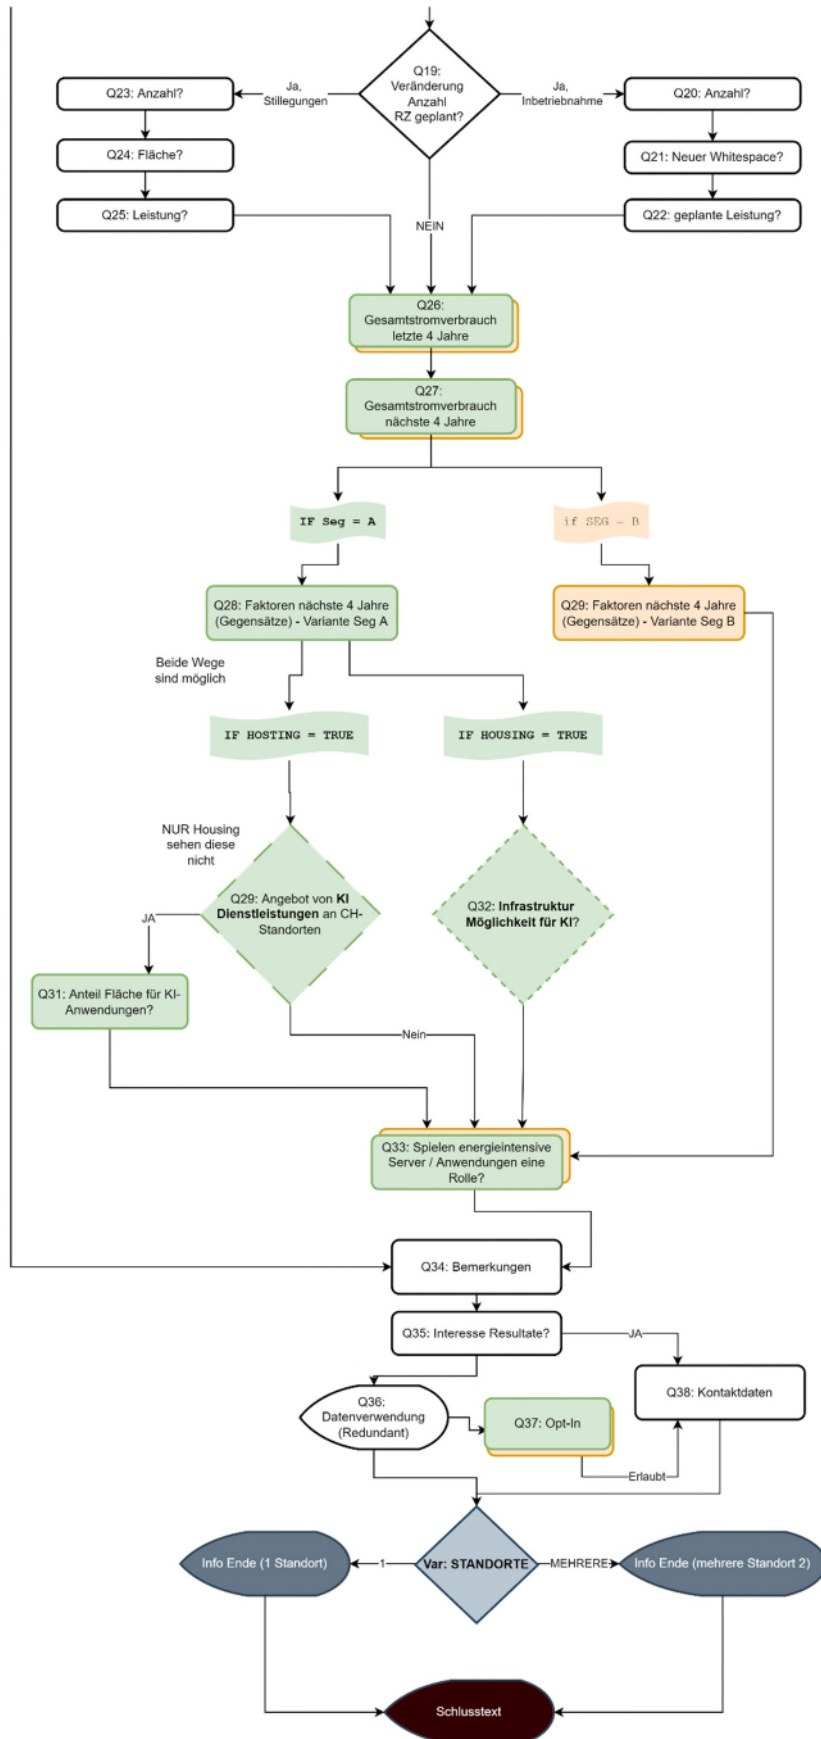 Q19:
Veränderung
Anzahl
RZ geplant?
Ja,
Stillegungen
Ja,
Inbetriebnahme
Q23: Anzahl?
Q20: Anzahl?
Q24: Fläche?
Q21: Neuer Whitespace?
Q25: Leistung?
NEIN
Q22: geplante Leistung?
Q26:
Gesamtstromverbrauch
letzte 4 Jahre
Q27:
Gesamtstromverbrauch
nächste 4 Jahre
IF Seg = A
if SEG = B
Q28: Faktoren nächste 4 Jahre
(Gegensätze) - Variante Seg A
Q29: Faktoren nächste 4 Jahre
(Gegensätze) - Variante Seg B
Beide Wege
sind möglich
IF HOSTING = TRUE
IF HOUSING = TRUE
NUR Housing
sehen diese
nicht
Q29: Angebot von KI
Dienstleistungen an CH-
Standorten
Q32: Infrastruktur
Möglichkeit für KI?
JA
Q31: Anteil Fläche für KI-
Anwendungen?
Nein
Q33: Spielen energieintensive
Server / Anwendungen eine
Rolle?
Q34: Bemerkungen
Q35: Interesse Resultate?
JA
Q36:
Datenverwendung
(Redundant)
Q37: Opt-In
Q38: Kontaktdaten
Erlaubt
Info Ende (1 Standort)
1
Var: STANDORTE
MEHRERE
Info Ende (mehrere Standort 2)
Schlusstext